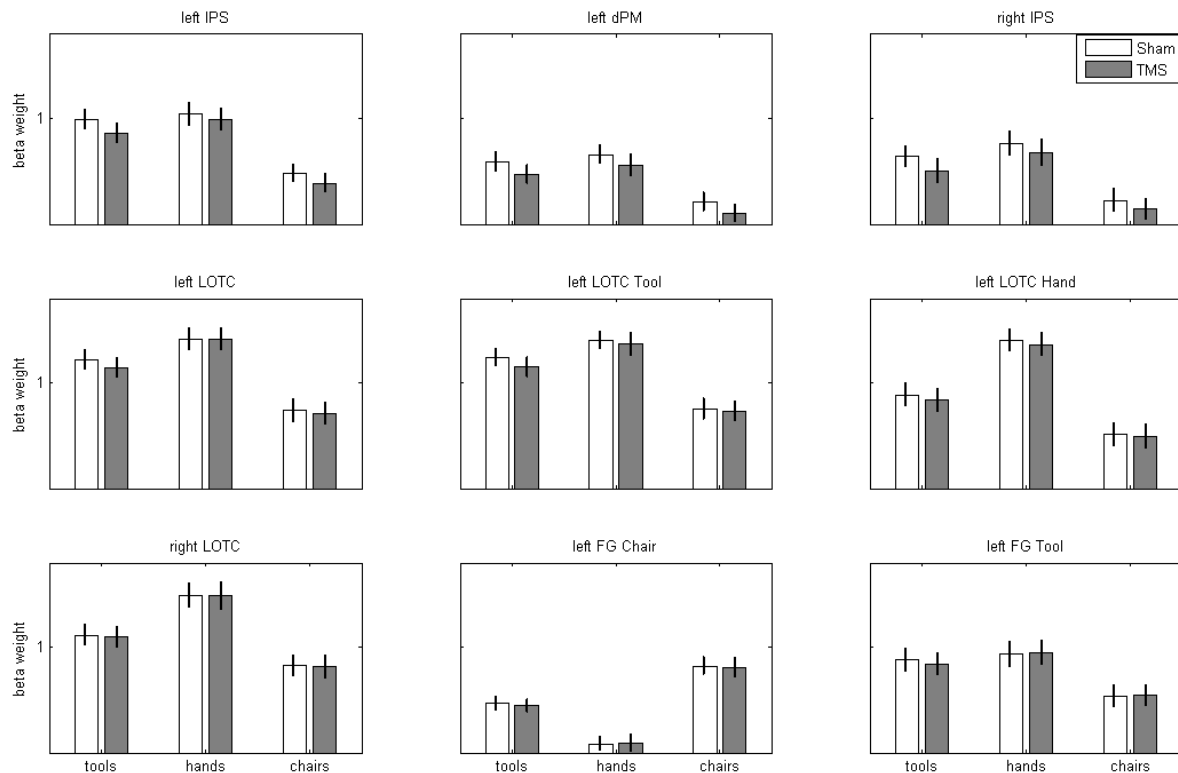 left IPS
left dPM
right IPS
Sham
TMS
1
beta weight
left LOTC
left LOTC Tool
left LOTC Hand
1
beta weight
right LOTC
left FG Chair
left FG Tool
1
beta weight
tools hands chairs
tools hands chairs
tools hands chairs